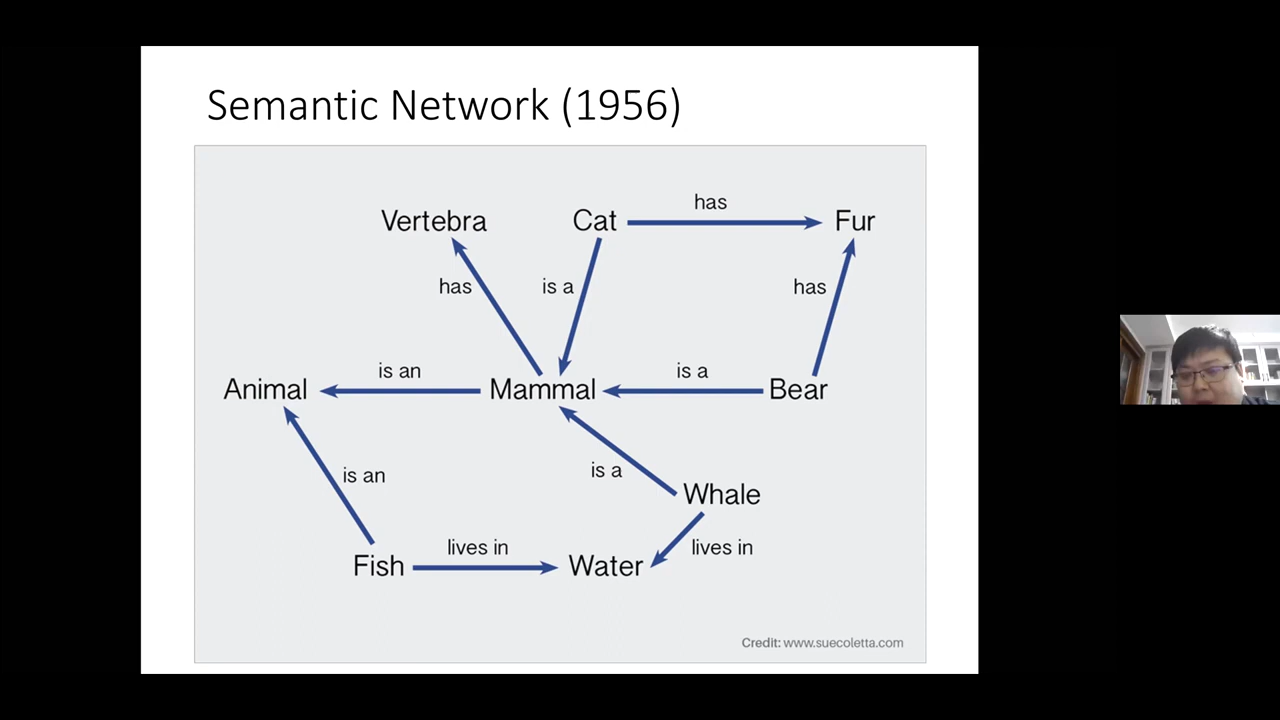 Semantic Network (1956)
has
Vertebra Cat Fur
has is a has
is an is a
Animal Mammal Bear
is an is a
Whale
lives in lives in
Fish Water
Credit: www.suecoletta.com